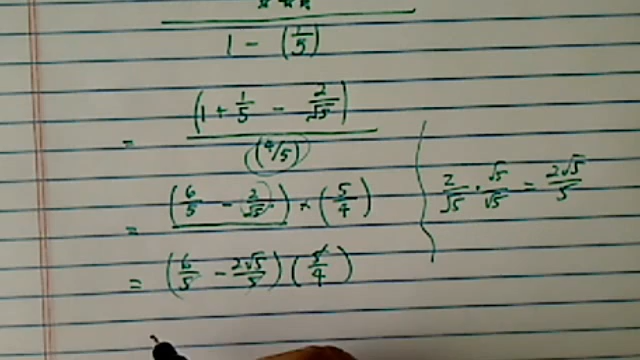 1 - (1/5)
(1 + 1/5 - 2/√5)
= ─────────
(4/5)
= (6/5 - 2/√5) × (5/4)
2/√5 · √5/√5 = 2√5/5
= (6/5 - 2√5/5) (5/4)